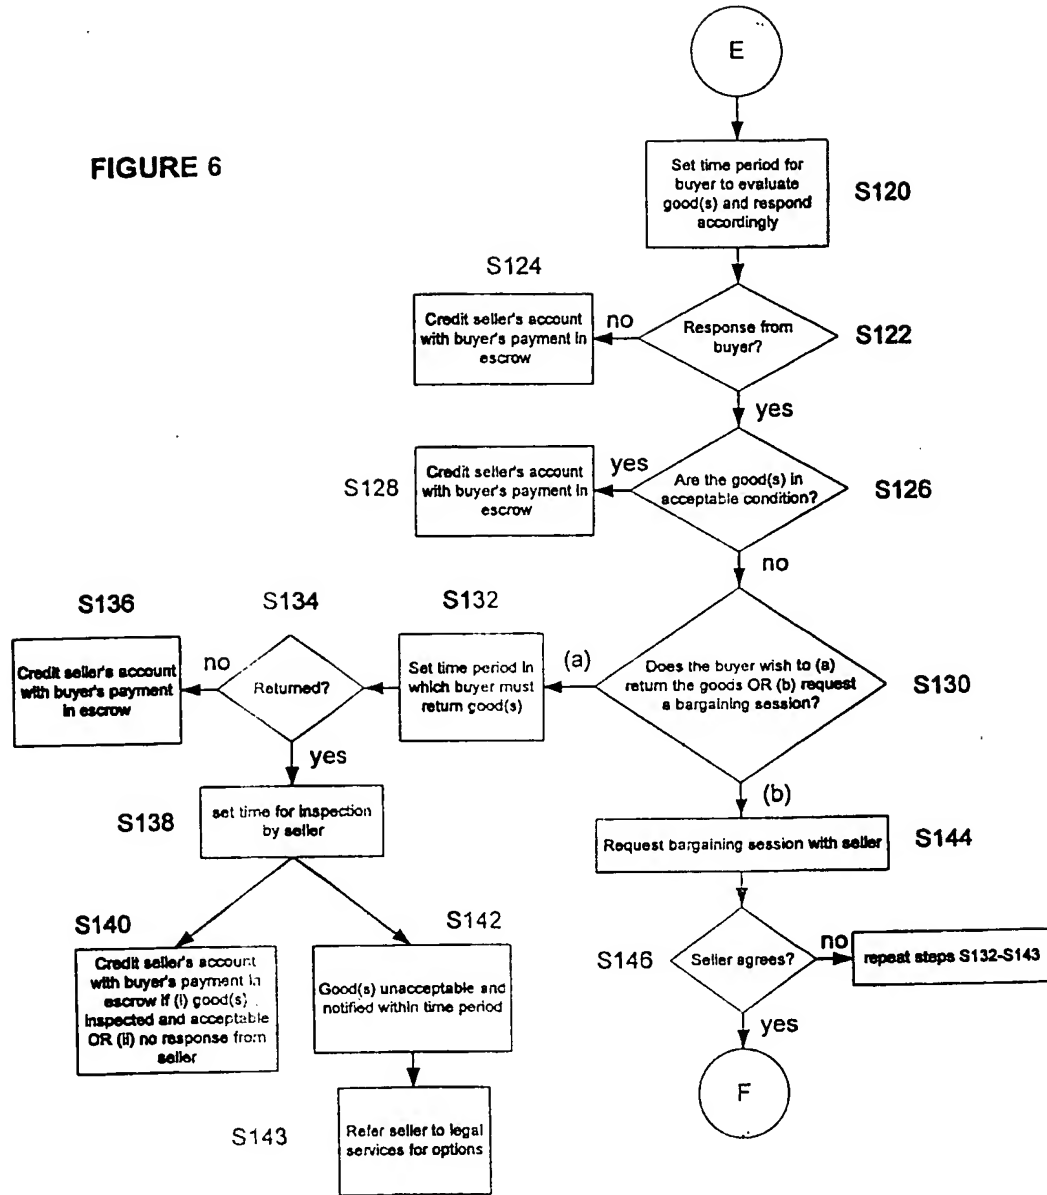 E
FIGURE 6
Set time period for
buyer to evaluate
good(s) and respond
accordingly
S120
S124
Credit seller's account
with buyer's payment in
escrow
no
Response from
buyer?
S122
yes
S128
Credit seller's account
with buyer's payment in
escrow
yes
Are the good(s) in
acceptable condition?
S126
no
S136
S134
S132
Credit seller's account
with buyer's payment
in escrow
no
Returned?
Set time period in
which buyer must
return good(s)
(a)
Does the buyer wish to (a)
return the goods OR (b) request
a bargaining session?
S130
yes
(b)
S138
set time for inspection
by seller
Request bargaining session with seller
S144
S140
Credit seller's account
with buyer's payment in
escrow if (i) good(s)
inspected and acceptable
OR (ii) no response from
seller
S142
Good(s) unacceptable and
notified within time period
S146
Seller agrees?
no
repeat steps S132-S143
yes
F
S143
Refer seller to legal
services for options